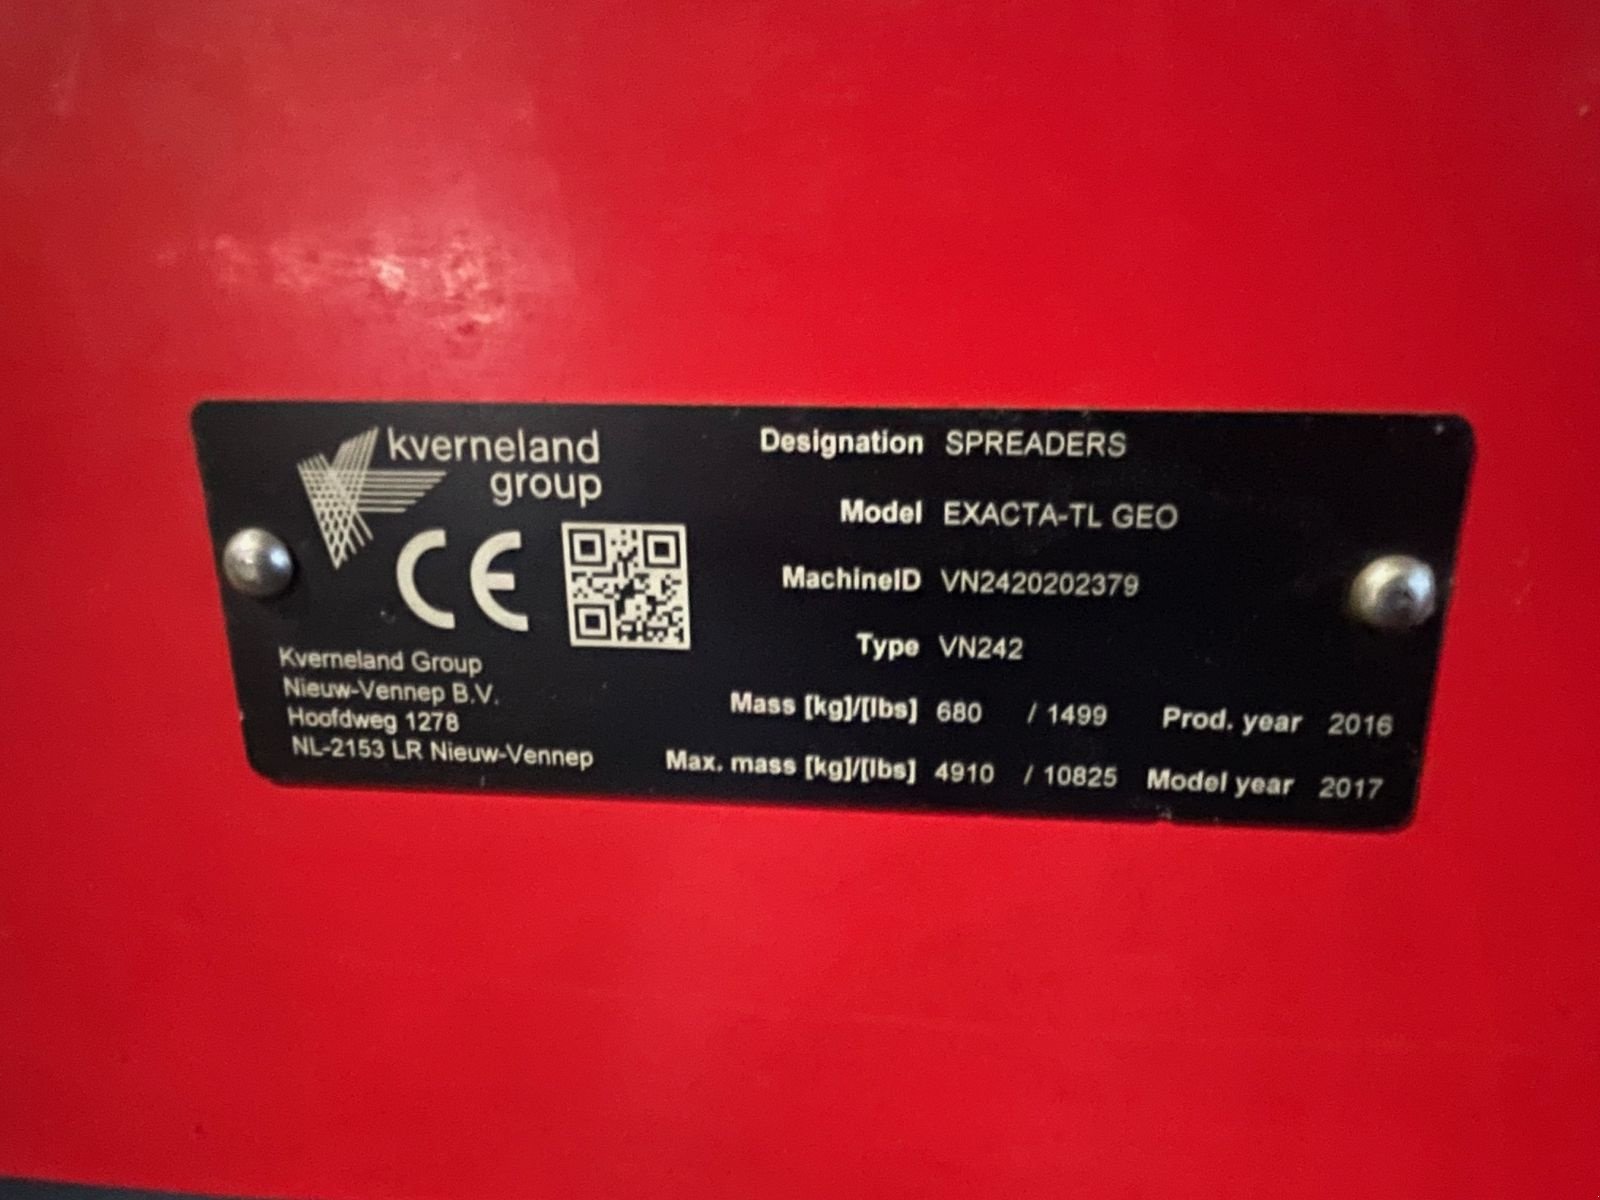 kverneland
group
CE
Kverneland Group
Nieuw-Vennep B.V.
Hoofdweg 1278
NL-2153 LR Nieuw-Vennep
Designation SPREADERS
Model EXACTA-TL GEO
MachineID VN2420202379
Type VN242
Mass [kg]/[lbs] 680 / 1499 Prod. year 2016
Max. mass [kg]/[lbs] 4910 / 10825 Model year 2017